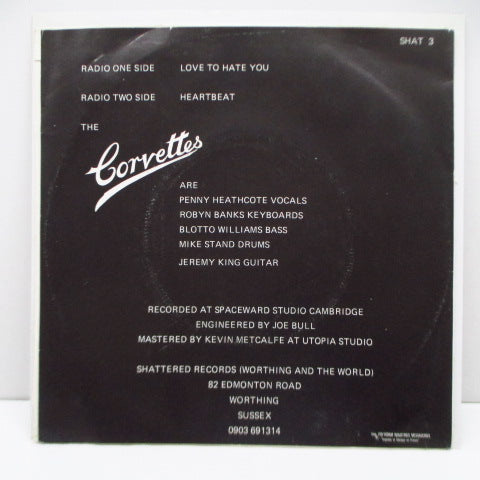 SHAT 3
RADIO ONE SIDE LOVE TO HATE YOU
RADIO TWO SIDE HEARTBEAT
THE
Corvettes
ARE
PENNY HEATHCOTE VOCALS
ROBYN BANKS KEYBOARDS
BLOTTO WILLIAMS BASS
MIKE STAND DRUMS
JEREMY KING GUITAR
RECORDED AT SPACEWARD STUDIO CAMBRIDGE
ENGINEERED BY JOE BULL
MASTERED BY KEVIN METCALFE AT UTOPIA STUDIO
SHATTERED RECORDS (WORTHING AND THE WORLD)
82 EDMONTON ROAD
WORTHING
SUSSEX
0903 691314